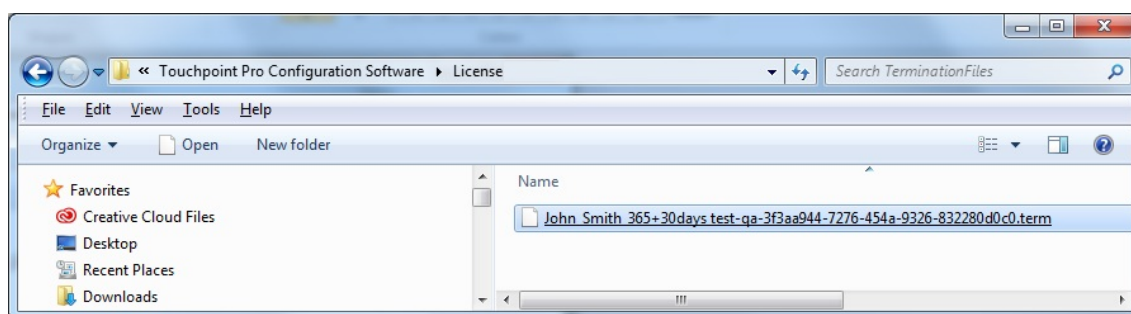 « Touchpoint Pro Configuration Software ▸ License
Search TerminationFiles
File Edit View Tools Help
Organize Open New folder
Name
Favorites
Creative Cloud Files
Desktop
Recent Places
Downloads
John Smith 365+30days test-qa-3f3aa944-7276-454a-9326-832280d0c0.term